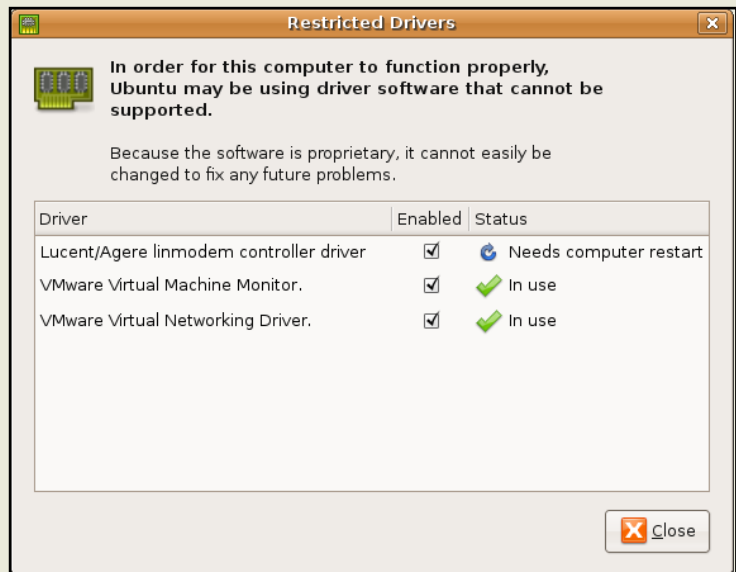 Restricted Drivers
In order for this computer to function properly,
Ubuntu may be using driver software that cannot be
supported.
Because the software is proprietary, it cannot easily be
changed to fix any future problems.
Driver Enabled Status
Lucent/Agere linmodem controller driver Needs computer restart
VMware Virtual Machine Monitor. In use
VMware Virtual Networking Driver. In use
Close